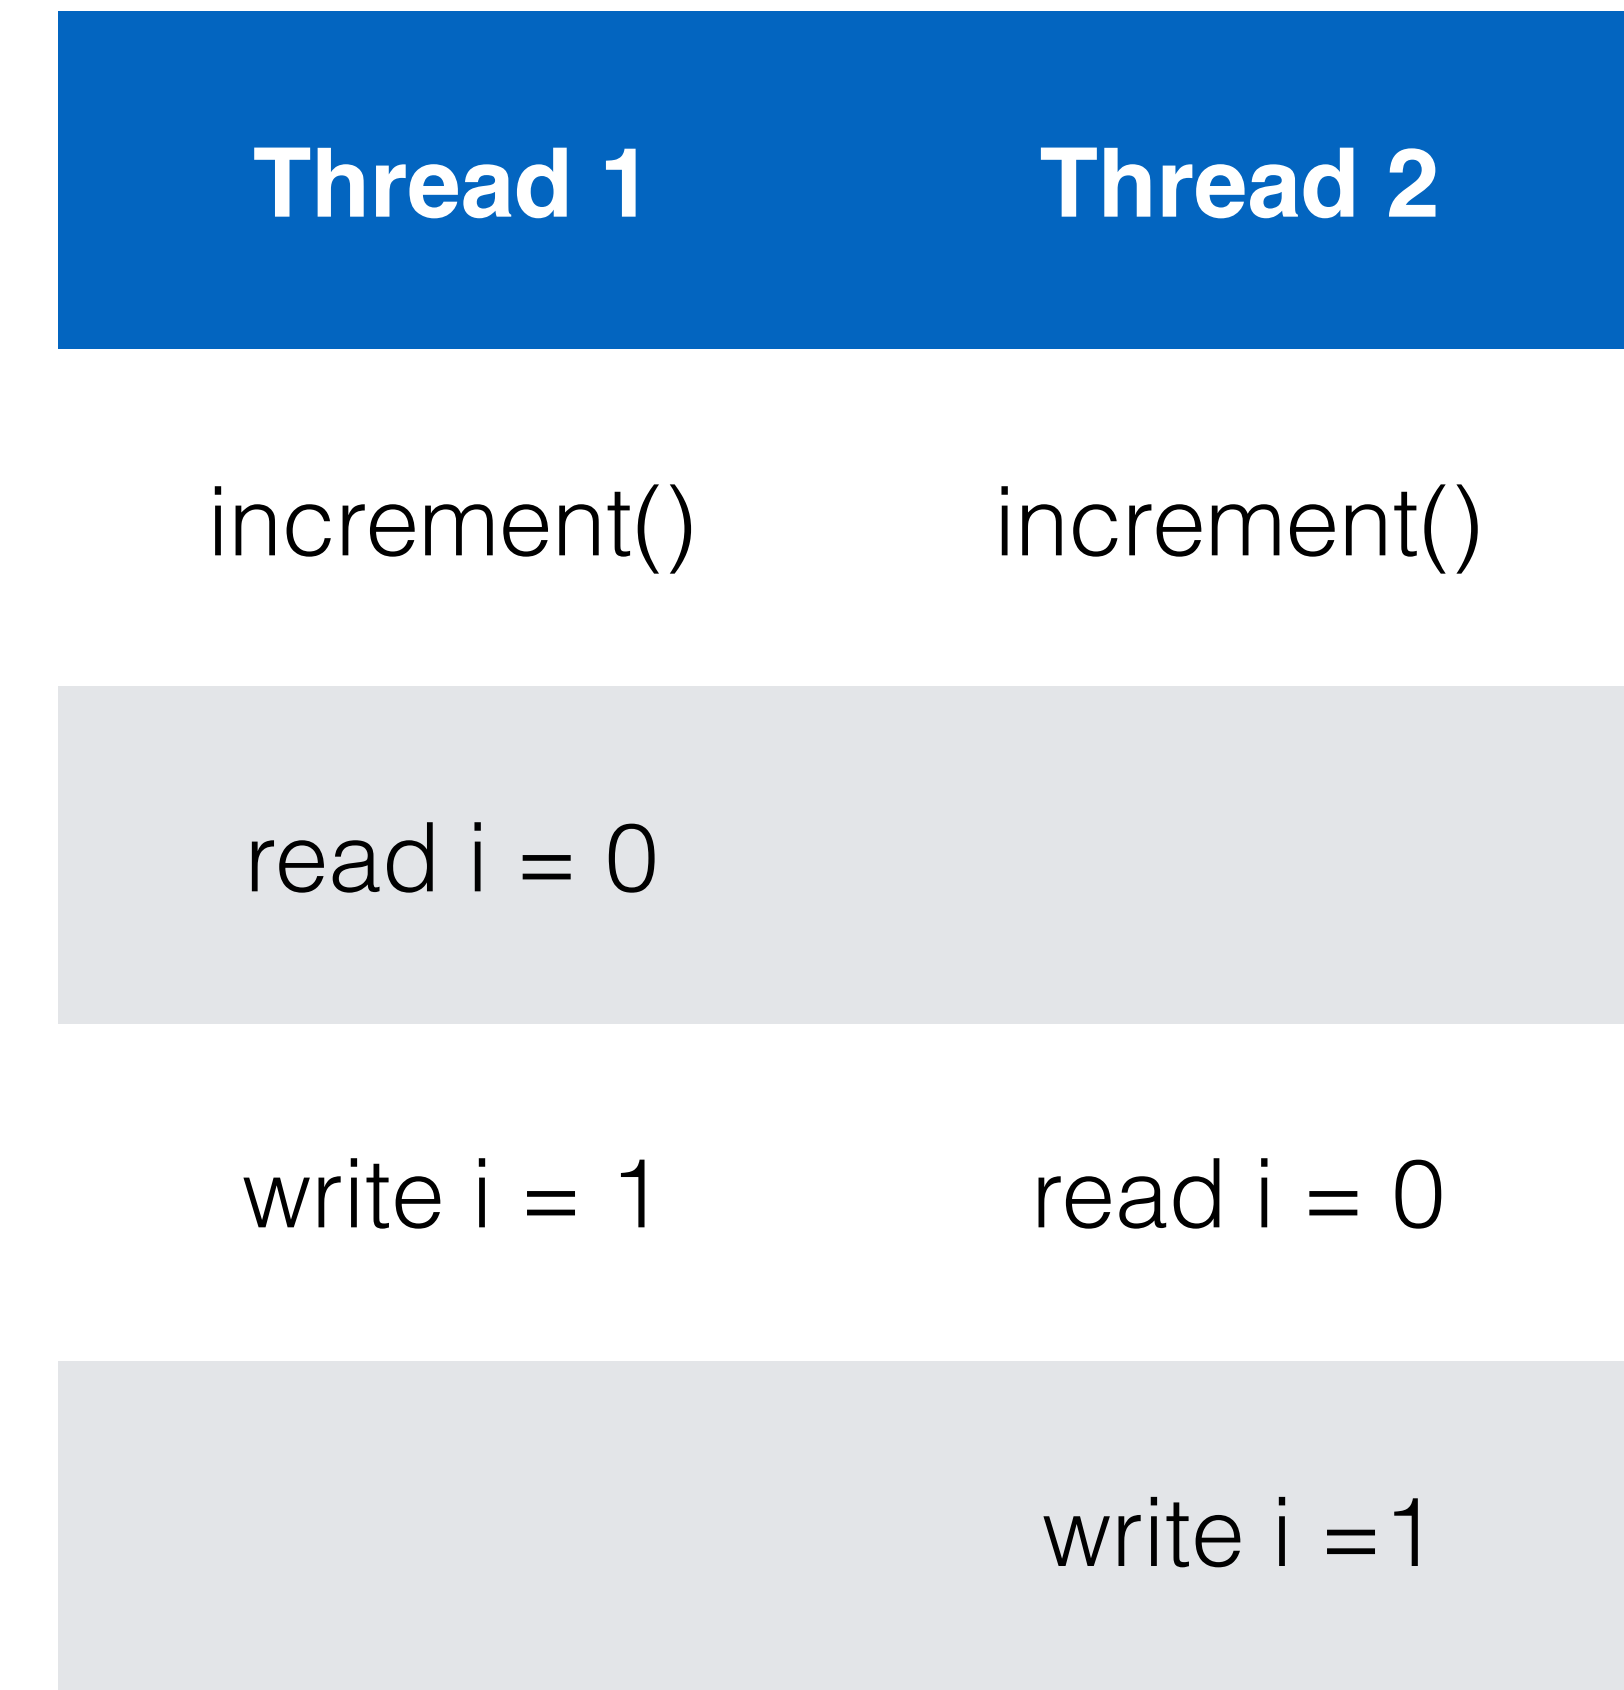 Thread 1 Thread 2
increment() increment()
read i = 0
write i = 1 read i = 0
write i =1